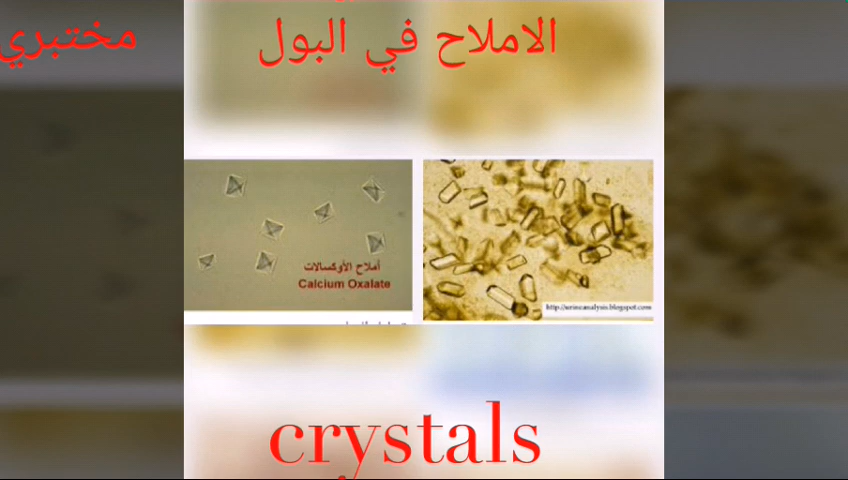 الاملاح في البول
مختبري
أملاح الأوكسالات
Calcium Oxalate
http://urineanalysis.blogspot.com
crystals